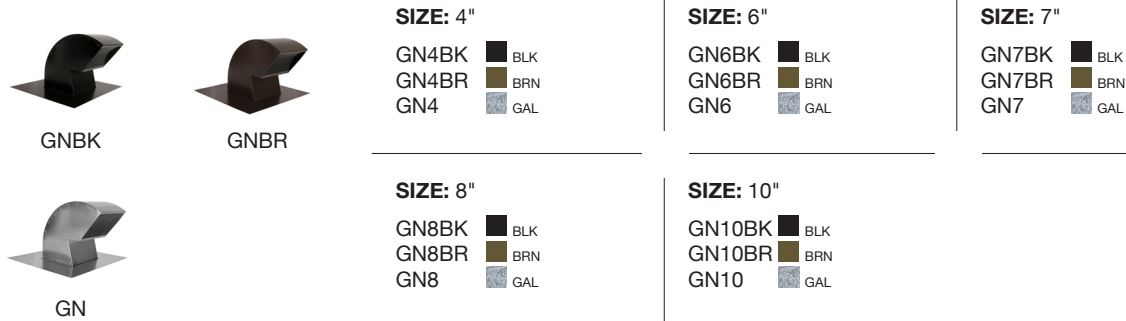 GNBK
GNBR
GN
SIZE: 4"
GN4BK BLK
GN4BR BRN
GN4 GAL
SIZE: 6"
GN6BK BLK
GN6BR BRN
GN6 GAL
SIZE: 7"
GN7BK BLK
GN7BR BRN
GN7 GAL
SIZE: 8"
GN8BK BLK
GN8BR BRN
GN8 GAL
SIZE: 10"
GN10BK BLK
GN10BR BRN
GN10 GAL